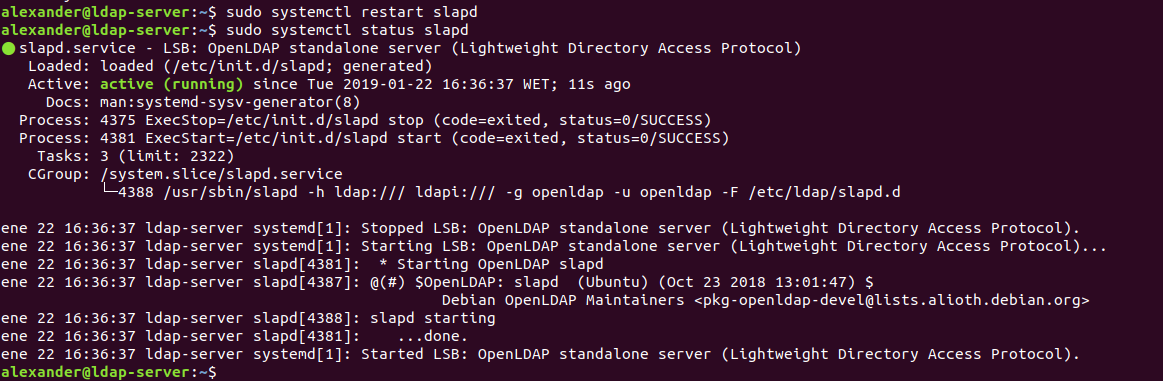 alexander@ldap-server:~$ sudo systemctl restart slapd
alexander@ldap-server:~$ sudo systemctl status slapd
● slapd.service - LSB: OpenLDAP standalone server (Lightweight Directory Access Protocol)
   Loaded: loaded (/etc/init.d/slapd; generated)
   Active: active (running) since Tue 2019-01-22 16:36:37 WET; 11s ago
     Docs: man:systemd-sysv-generator(8)
  Process: 4375 ExecStop=/etc/init.d/slapd stop (code=exited, status=0/SUCCESS)
  Process: 4381 ExecStart=/etc/init.d/slapd start (code=exited, status=0/SUCCESS)
    Tasks: 3 (limit: 2322)
   CGroup: /system.slice/slapd.service
           └─4388 /usr/sbin/slapd -h ldap:/// ldapi:/// -g openldap -u openldap -F /etc/ldap/slapd.d

ene 22 16:36:37 ldap-server systemd[1]: Stopped LSB: OpenLDAP standalone server (Lightweight Directory Access Protocol).
ene 22 16:36:37 ldap-server systemd[1]: Starting LSB: OpenLDAP standalone server (Lightweight Directory Access Protocol)...
ene 22 16:36:37 ldap-server slapd[4381]:  * Starting OpenLDAP slapd
ene 22 16:36:37 ldap-server slapd[4387]: @(#) $OpenLDAP: slapd  (Ubuntu) (Oct 23 2018 13:01:47) $
                                                 Debian OpenLDAP Maintainers <pkg-openldap-devel@lists.alioth.debian.org>
ene 22 16:36:37 ldap-server slapd[4388]: slapd starting
ene 22 16:36:37 ldap-server slapd[4381]:    ...done.
ene 22 16:36:37 ldap-server systemd[1]: Started LSB: OpenLDAP standalone server (Lightweight Directory Access Protocol).
alexander@ldap-server:~$